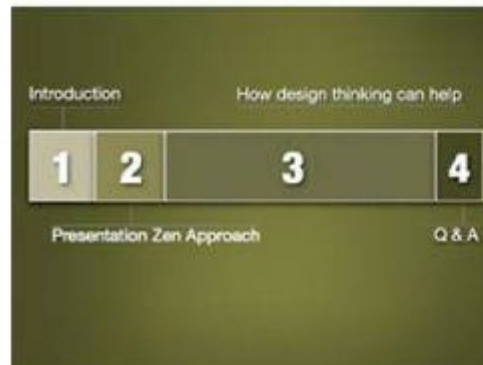 Introduction
How design thinking can help
1 2 3 4
Presentation Zen Approach
Q & A